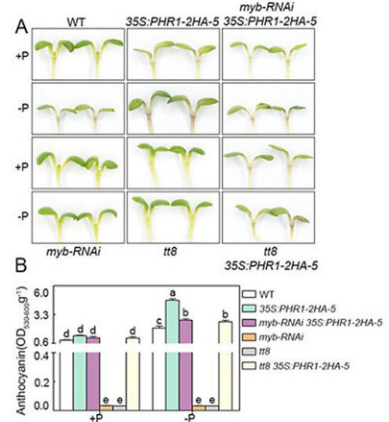 A
WT
35S:PHR1-2HA-5
myb-RNAi
35S:PHR1-2HA-5
+P
-P
+P
-P
myb-RNAi
tt8
tt8
35S:PHR1-2HA-5
B
Anthocyanin(OD530-609g-1)
6.0
3.3
0.6
0.4
0.2
0.0
d
d
d
e
e
d
c
a
b
e
e
b
+P
-P
WT
35S:PHR1-2HA-5
myb-RNAi 35S:PHR1-2HA-5
myb-RNAi
tt8
tt8 35S:PHR1-2HA-5